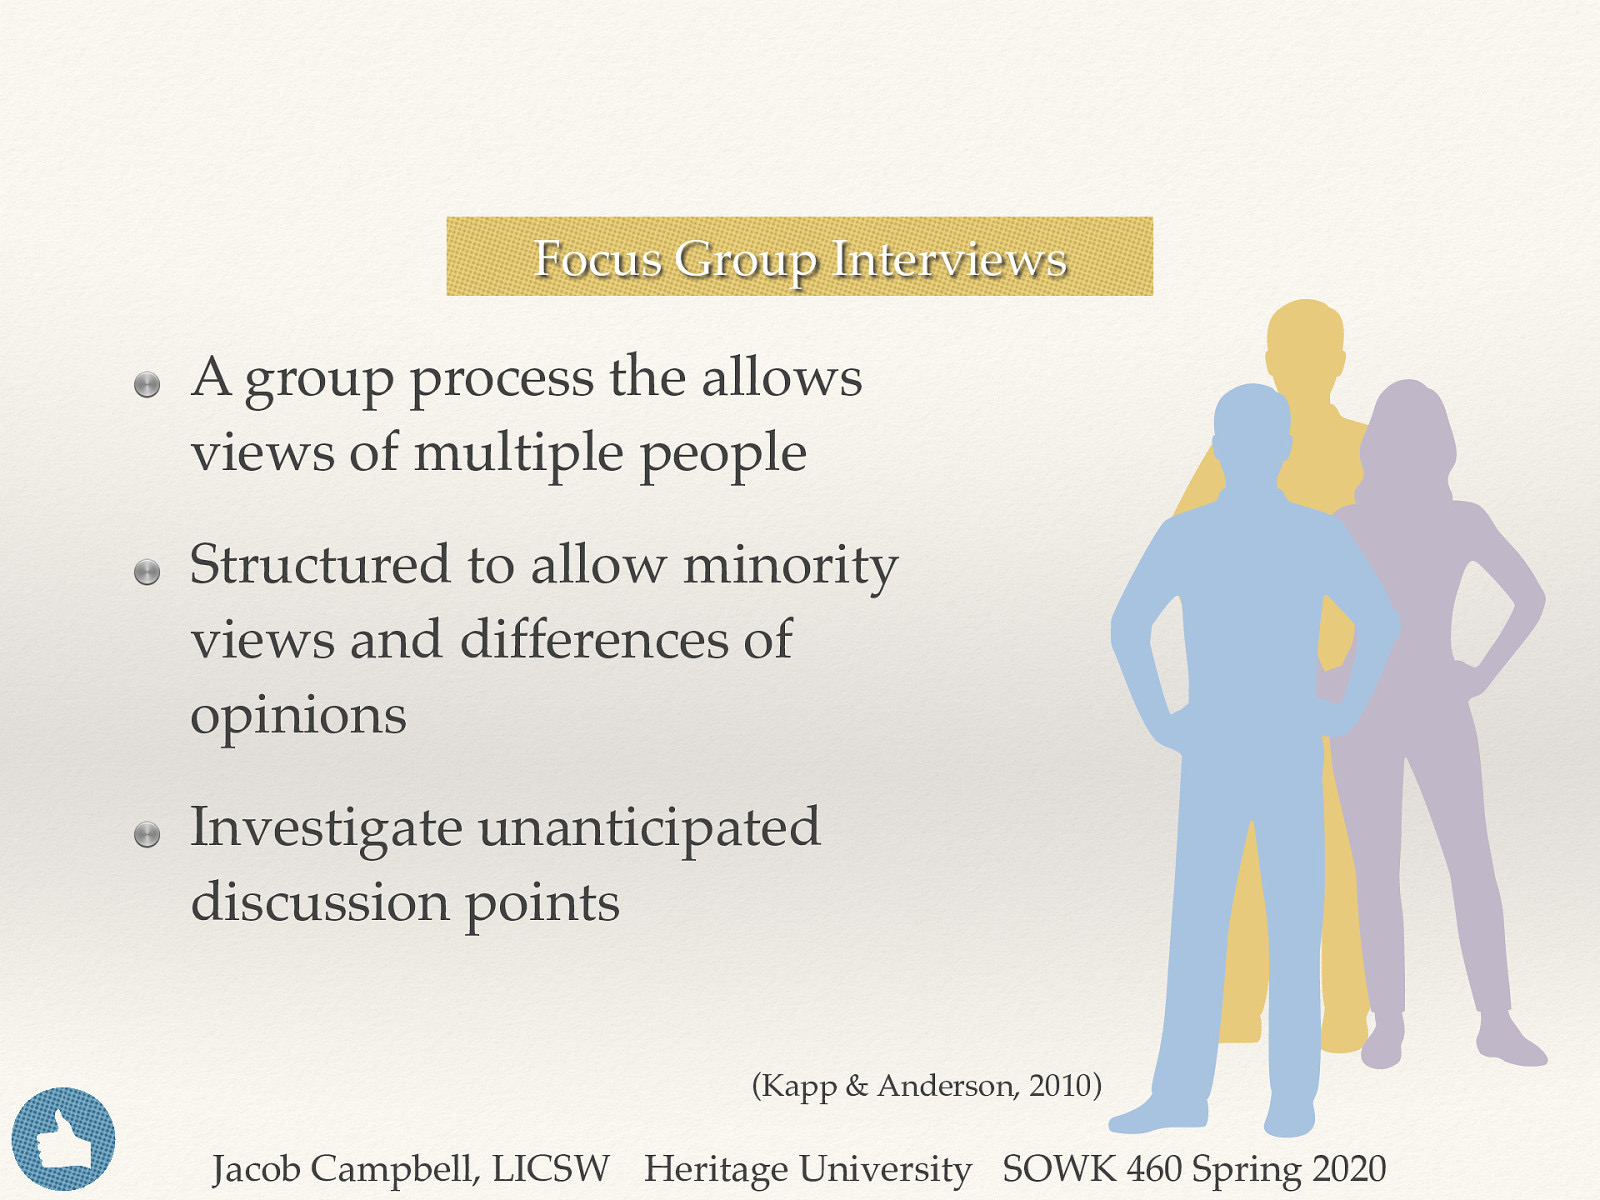 Focus Group Interviews
A group process the allows
views of multiple people
Structured to allow minority
views and differences of
opinions
Investigate unanticipated
discussion points
(Kapp & Anderson, 2010)
Jacob Campbell, LICSW Heritage University SOWK 460 Spring 2020